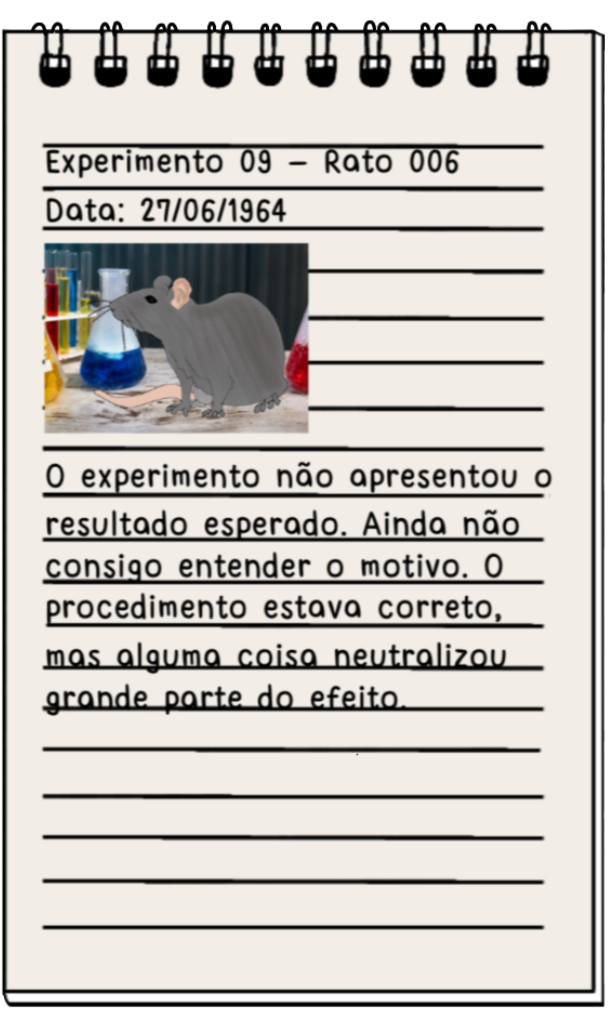 Experimento 09 – Rato 006
Data: 27/06/1964
O experimento não apresentou o
resultado esperado. Ainda não
consigo entender o motivo. O
procedimento estava correto,
mas alguma coisa neutralizou
grande parte do efeito.